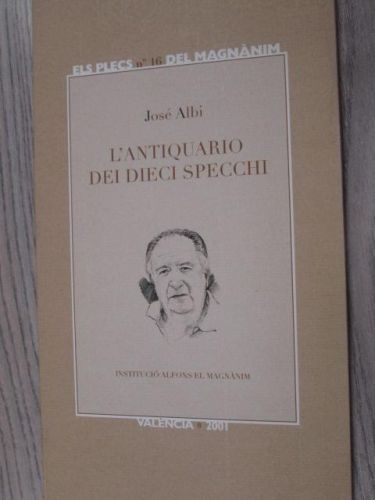 ELS PLECS nº 16 DEL MAGNÀNIM
José Albi
L'ANTIQUARIO
DEI DIECI SPECCHI
INSTITUCIÓ ALFONS EL MAGNÀNIM
VALÈNCIA 2001